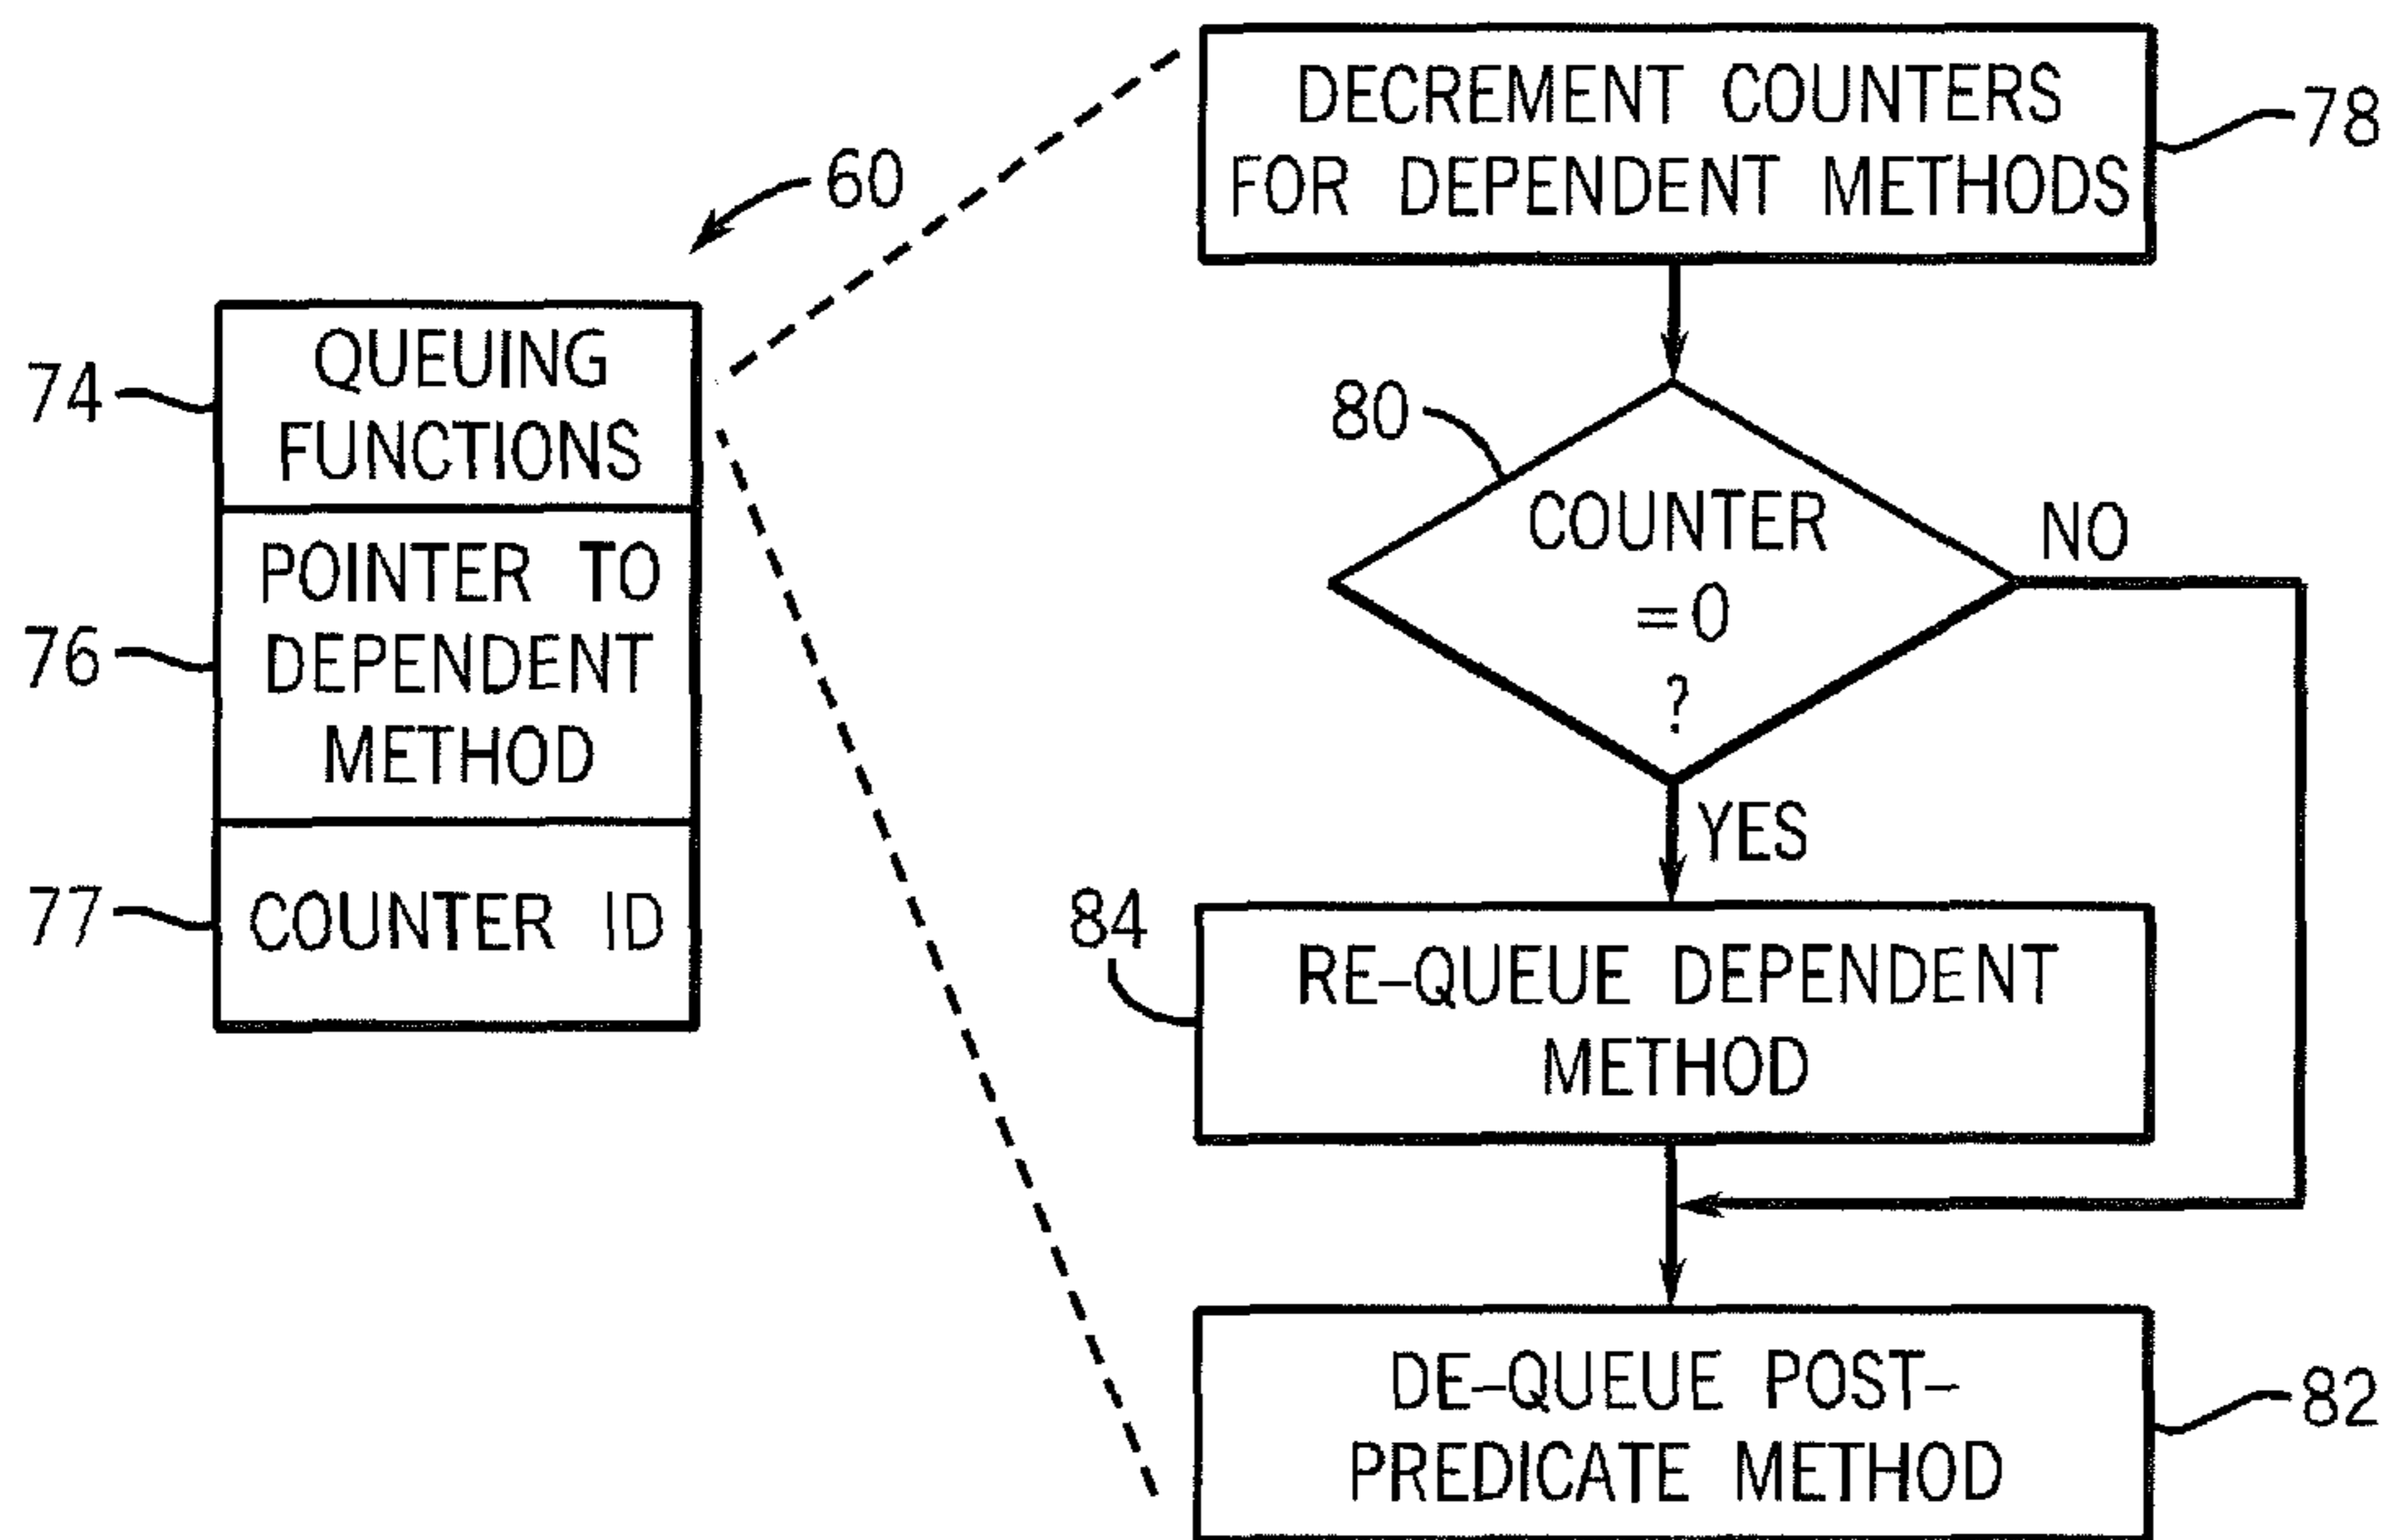 60
74
QUEUING
FUNCTIONS
76
POINTER TO
DEPENDENT
METHOD
77
COUNTER ID
DECREMENT COUNTERS
FOR DEPENDENT METHODS
78
80
COUNTER
=0
?
NO
YES
84
RE-QUEUE DEPENDENT
METHOD
DE-QUEUE POST-
PREDICATE METHOD
82